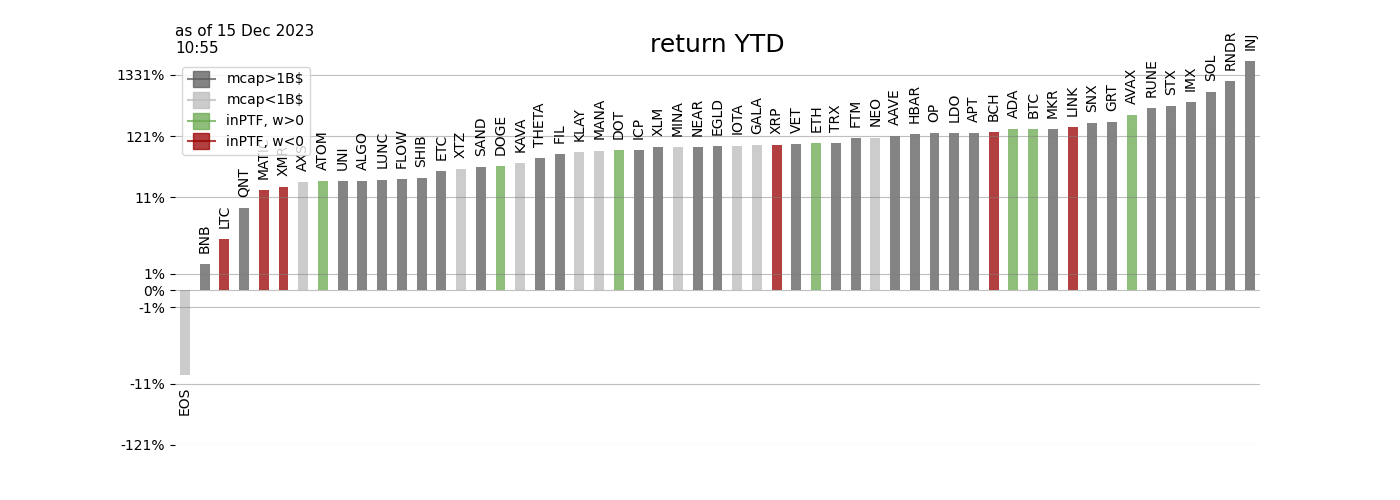 as of 15 Dec 2023
10:55
return YTD
1331%
121%
11%
1%
0%
-1%
-11%
-121%
mcap>1B$
mcap<1B$
inPTF, w>0
inPTF, w<0
EOS
BNB
LTC
QNT
MATIC
XMR
AXS
ATOM
UNI
ALGO
LUNC
FLOW
SHIB
ETC
XTZ
SAND
DOGE
KAVA
THETA
FIL
KLAY
MANA
DOT
ICP
XLM
MINA
NEAR
EGLD
IOTA
GALA
XRP
VET
ETH
TRX
FTM
NEO
AAVE
HBAR
OP
LDO
APT
BCH
ADA
BTC
MKR
LINK
SNX
GRT
AVAX
RUNE
STX
IMX
SOL
RNDR
INJ